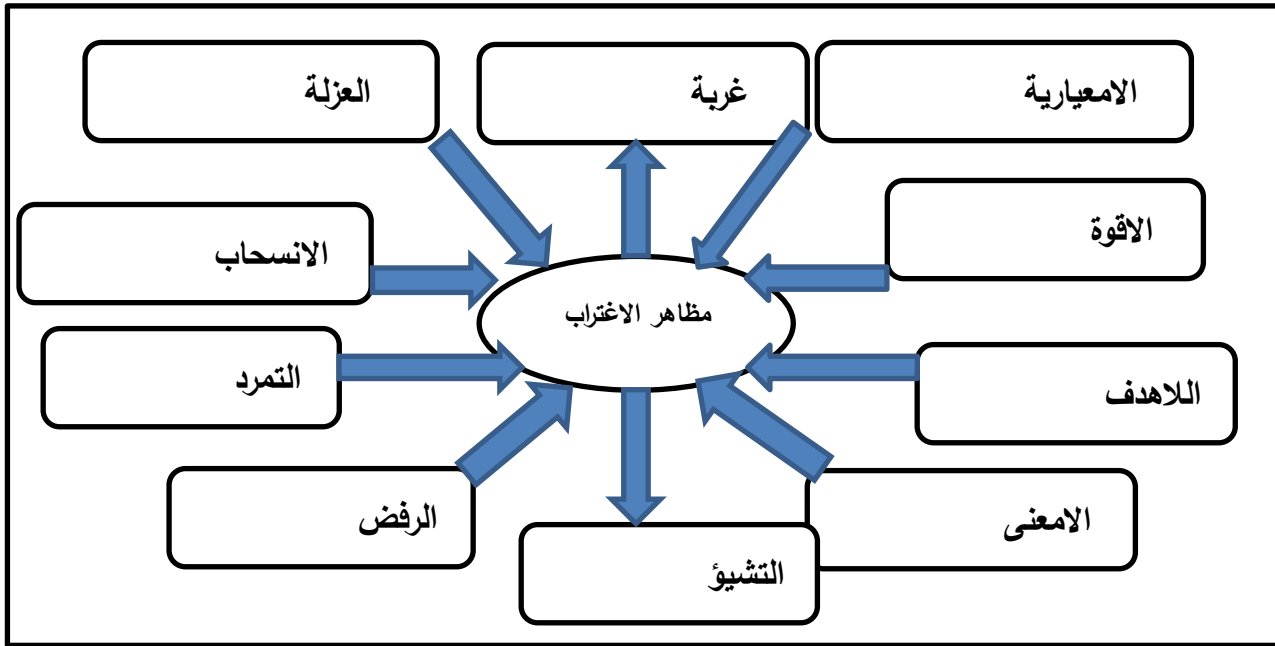 الامعيارية
غربة
العزلة
الاقوة
الانسحاب
مظاهر الاغتراب
التمرد
اللاهدف
الرفض
الامعنى
التشيؤ